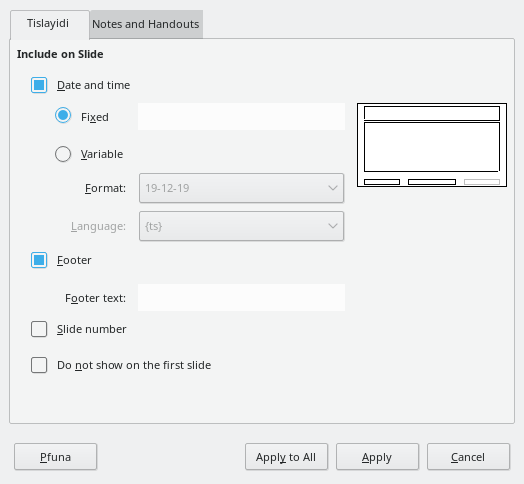 Tislayidi
Notes and Handouts
Include on Slide
Date and time
Fixed
Variable
Format:
19-12-19
Language:
{ts}
Footer
Footer text:
Slide number
Do not show on the first slide
Pfuna
Apply to All
Apply
Cancel